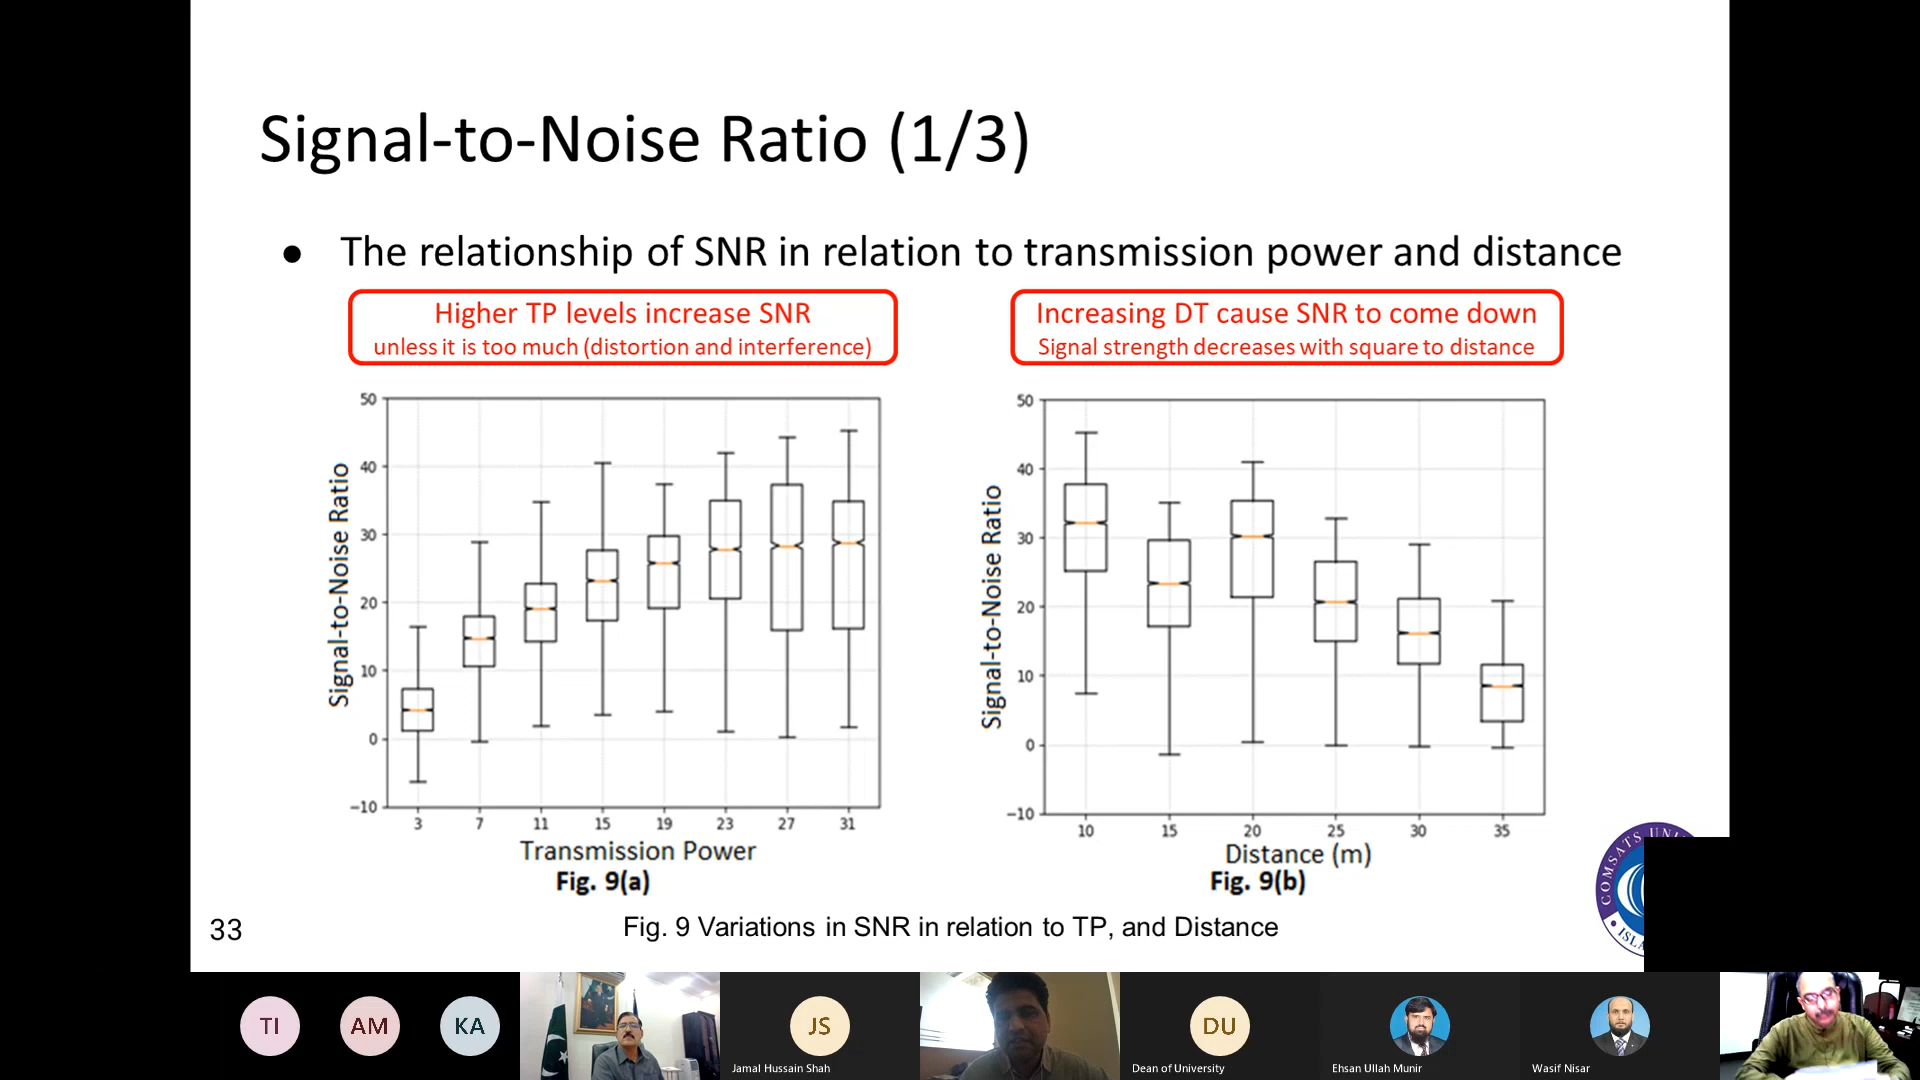 Signal-to-Noise Ratio (1/3)
● The relationship of SNR in relation to transmission power and distance
Higher TP levels increase SNR
unless it is too much (distortion and interference)
Increasing DT cause SNR to come down
Signal strength decreases with square to distance
Signal-to-Noise Ratio
50
40
30
20
10
0
−10
3 7 11 15 19 23 27 31
Transmission Power
Fig. 9(a)
Signal-to-Noise Ratio
50
40
30
20
10
0
−10
10 15 20 25 30 35
Distance (m)
Fig. 9(b)
COMSATS UNI
33
Fig. 9 Variations in SNR in relation to TP, and Distance
TI
AM
KA
JS
Jamal Hussain Shah
DU
Dean of University
Ehsan Ullah Munir
Wasif Nisar